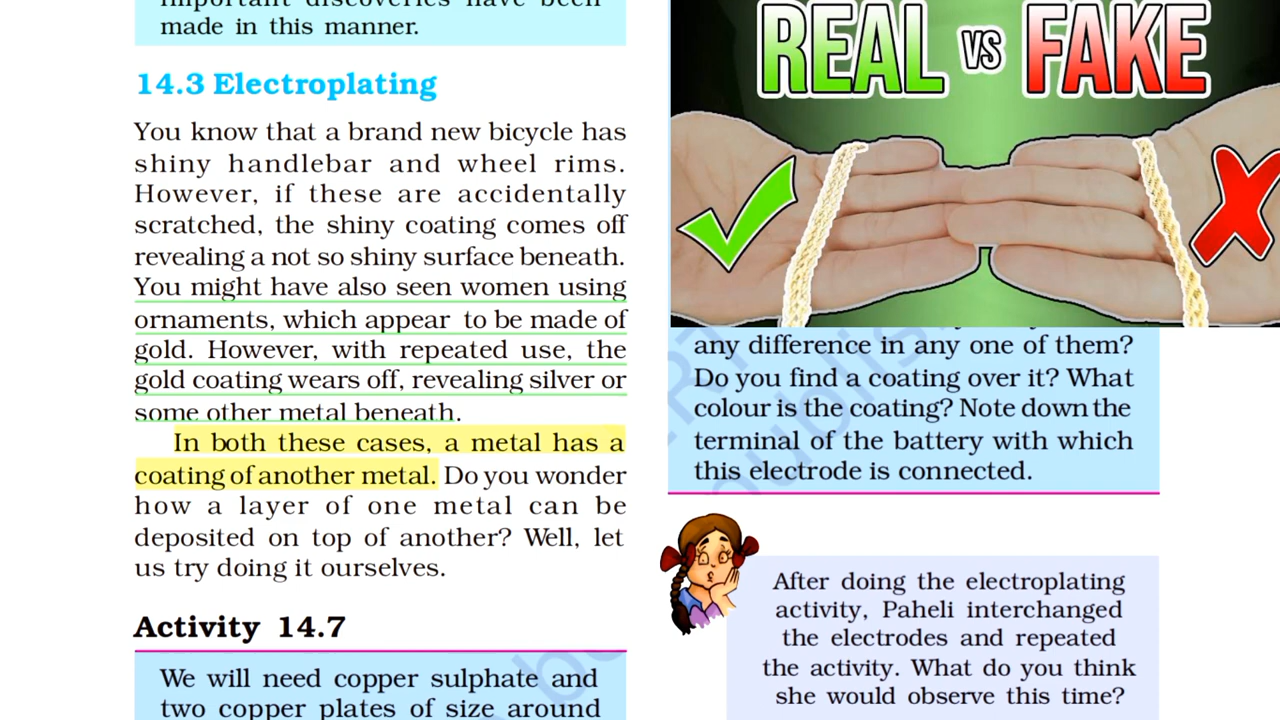 made in this manner.
14.3 Electroplating
You know that a brand new bicycle has
shiny handlebar and wheel rims.
However, if these are accidentally
scratched, the shiny coating comes off
revealing a not so shiny surface beneath.
You might have also seen women using
ornaments, which appear to be made of
gold. However, with repeated use, the
gold coating wears off, revealing silver or
some other metal beneath.
In both these cases, a metal has a
coating of another metal. Do you wonder
how a layer of one metal can be
deposited on top of another? Well, let
us try doing it ourselves.
Activity 14.7
We will need copper sulphate and
two copper plates of size around
REAL VS FAKE
any difference in any one of them?
Do you find a coating over it? What
colour is the coating? Note down the
terminal of the battery with which
this electrode is connected.
After doing the electroplating
activity, Paheli interchanged
the electrodes and repeated
the activity. What do you think
she would observe this time?